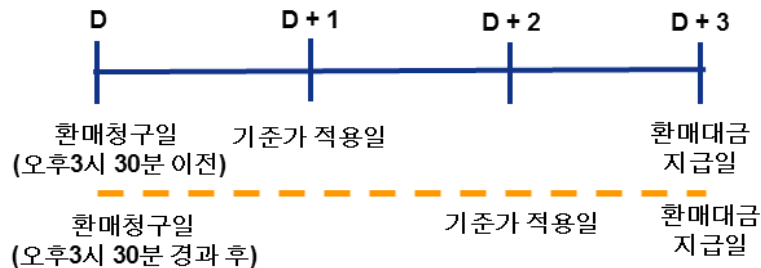 D D + 1 D + 2 D + 3
환매청구일 기준가 적용일 환매대금
(오후3시 30분 이전) 지급일
환매청구일 기준가 적용일 환매대금
(오후3시 30분 경과 후) 지급일